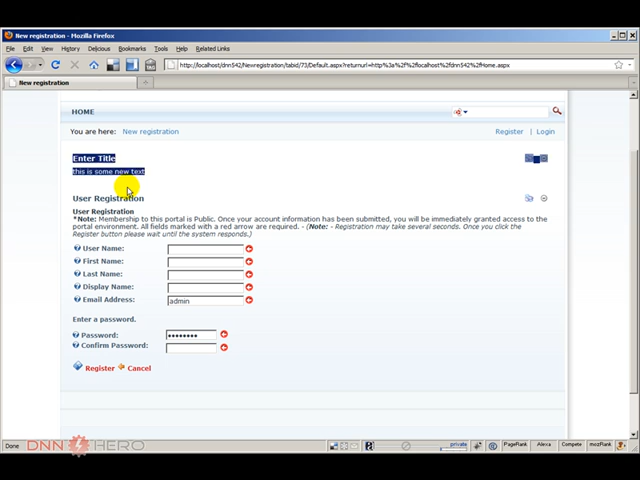 New registration - Mozilla Firefox
File Edit View History Delicious Bookmarks Tools Help Related Links
http://localhost/dnn542/Newregistration/tabid/73/Default.aspx?returnurl=http%3a%2f%2flocalhost%2fdnn542%2fHome.aspx
New registration
HOME
You are here: New registration Register | Login
Enter Title
this is some new text
User Registration
User Registration
*Note: Membership to this portal is Public. Once your account information has been submitted, you will be immediately granted access to the
portal environment. All fields marked with a red arrow are required. - (Note: - Registration may take several seconds. Once you click the
Register button please wait until the system responds.)
User Name:
First Name:
Last Name:
Display Name:
Email Address: admin
Enter a password.
Password: ••••••••
Confirm Password:
Register Cancel
Done private PageRank Alexa Compete mozRank
DNN HERO